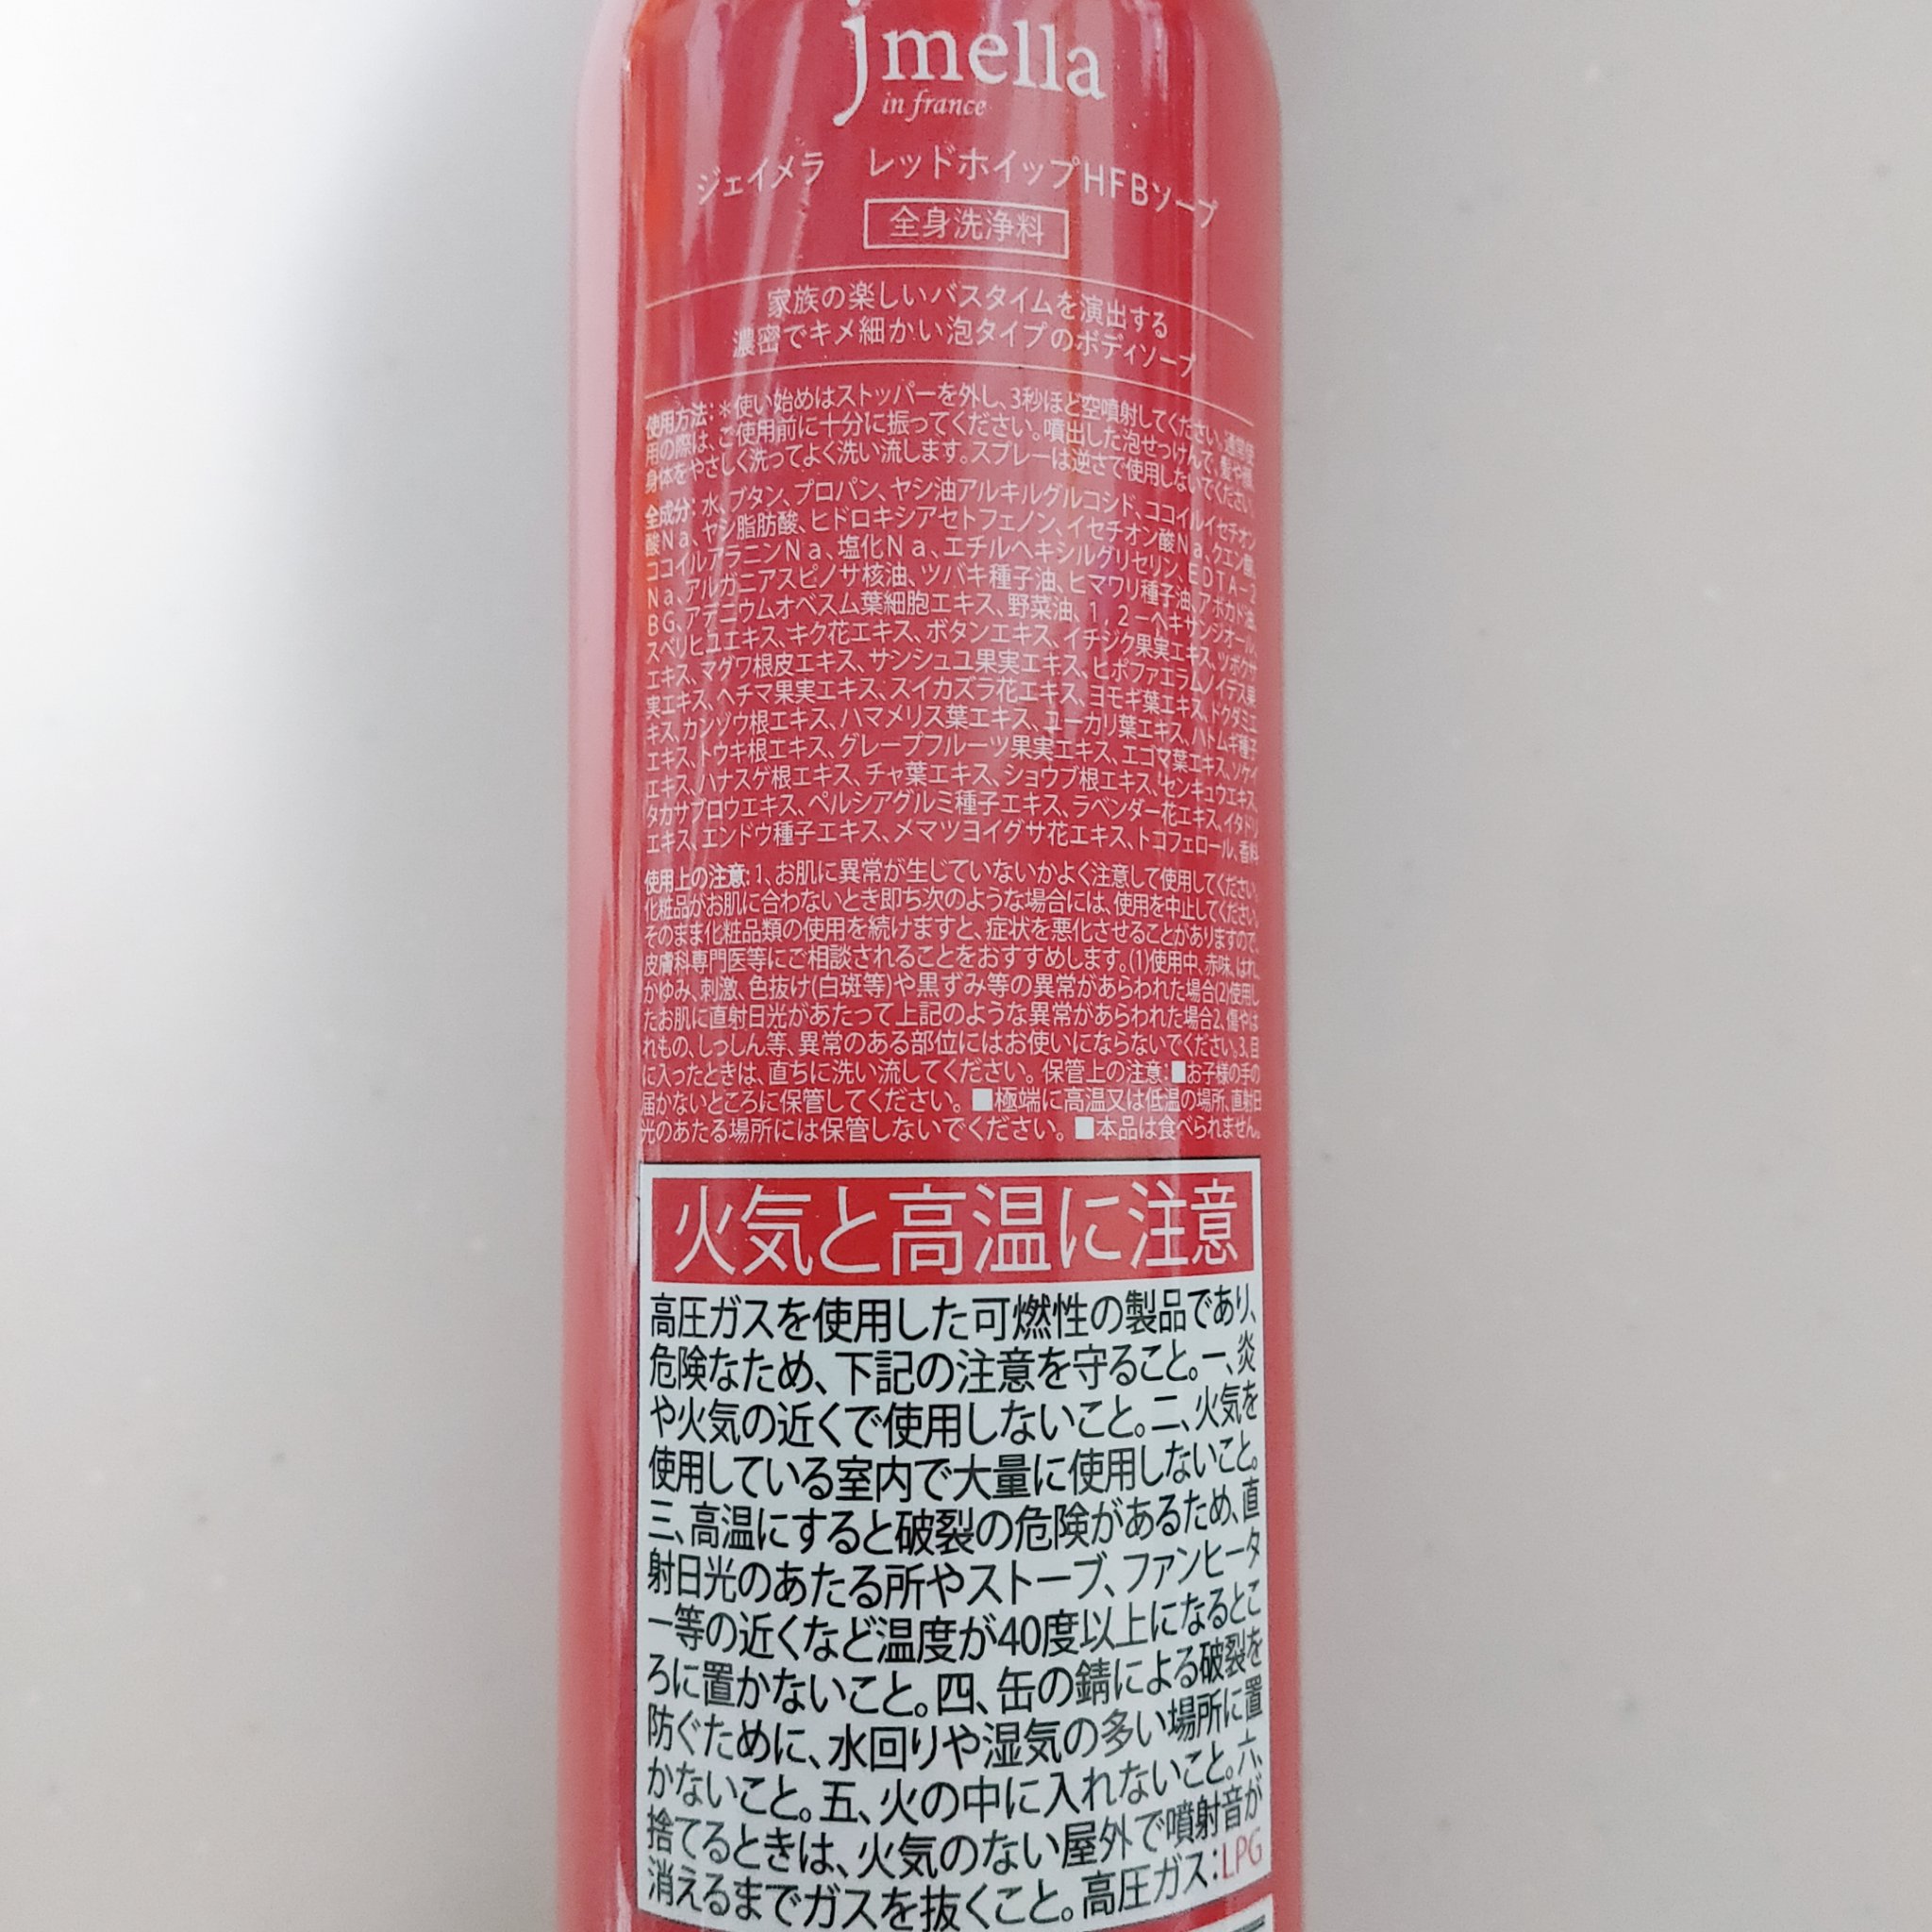 jmella
in france
ジェイメラ レッドホイップHFBソープ
全身洗浄料
家族の楽しいバスタイムを演出する
濃密でキメ細かい泡タイプのボディソープ
使用方法:＊使い始めはストッパーを外し、3秒ほど空噴射してください。通常使
用の際は、ご使用前に十分に振ってください。噴出した泡せっけんで、髪や顔、
身体をやさしく洗ってよく洗い流します。スプレーは逆さで使用しないでください。
全成分:水、ブタン、プロパン、ヤシ油アルキルグルコシド、ココイルイセチオン
酸Na、ヤシ脂肪酸、ヒドロキシアセトフェノン、イセチオン酸Na、クエン酸、
ココイルアラニンNa、塩化Na、エチルヘキシルグリセリン、EDTA-2
Na、アルガニアスピノサ核油、ツバキ種子油、ヒマワリ種子油、アボカド油、
BG、アデニウムオベスム葉細胞エキス、野菜油、1,2-ヘキサンジオール、
スベリヒユエキス、キク花エキス、ボタンエキス、イチジク果実エキス、ツボクサ
エキス、マグワ根皮エキス、サンシュユ果実エキス、ヒポファエラムノイデス果
実エキス、ヘチマ果実エキス、スイカズラ花エキス、ヨモギ葉エキス、ドクダミエ
キス、カンゾウ根エキス、ハマメリス葉エキス、ユーカリ葉エキス、ハトムギ種子
エキス、トウキ根エキス、グレープフルーツ果実エキス、エゴマ葉エキス、ソケイ
エキス、ハナスゲ根エキス、チャ葉エキス、ショウブ根エキス、センキュウエキス、
タカサブロウエキス、ペルシアグルミ種子エキス、ラベンダー花エキス、イタドリ
エキス、エンドウ種子エキス、メマツヨイグサ花エキス、トコフェロール、香料
使用上の注意:1、お肌に異常が生じていないかよく注意して使用してください。
化粧品がお肌に合わないとき即ち次のような場合には、使用を中止してください。
そのまま化粧品類の使用を続けますと、症状を悪化させることがありますので、
皮膚科専門医等にご相談されることをおすすめします。(1)使用中、赤味、はれ、
かゆみ、刺激、色抜け(白斑等)や黒ずみ等の異常があらわれた場合(2)使用し
たお肌に直射日光があたって上記のような異常があらわれた場合2、傷やは
れもの、しっしん等、異常のある部位にはお使いにならないでください。3、目
に入ったときは、直ちに洗い流してください。 保管上の注意:■お子様の手の
届かないところに保管してください。■極端に高温又は低温の場所、直射日
光のあたる場所には保管しないでください。■本品は食べられません。
火気と高温に注意
高圧ガスを使用した可燃性の製品であり、
危険なため、下記の注意を守ること。一、炎
や火気の近くで使用しないこと。二、火気を
使用している室内で大量に使用しないこと。
三、高温にすると破裂の危険があるため、直
射日光のあたる所やストーブ、ファンヒータ
ー等の近くなど温度が40度以上になるとこ
ろに置かないこと。四、缶の錆による破裂を
防ぐために、水回りや湿気の多い場所に置
かないこと。五、火の中に入れないこと。六、
捨てるときは、火気のない屋外で噴射音が
消えるまでガスを抜くこと。高圧ガス:LPG